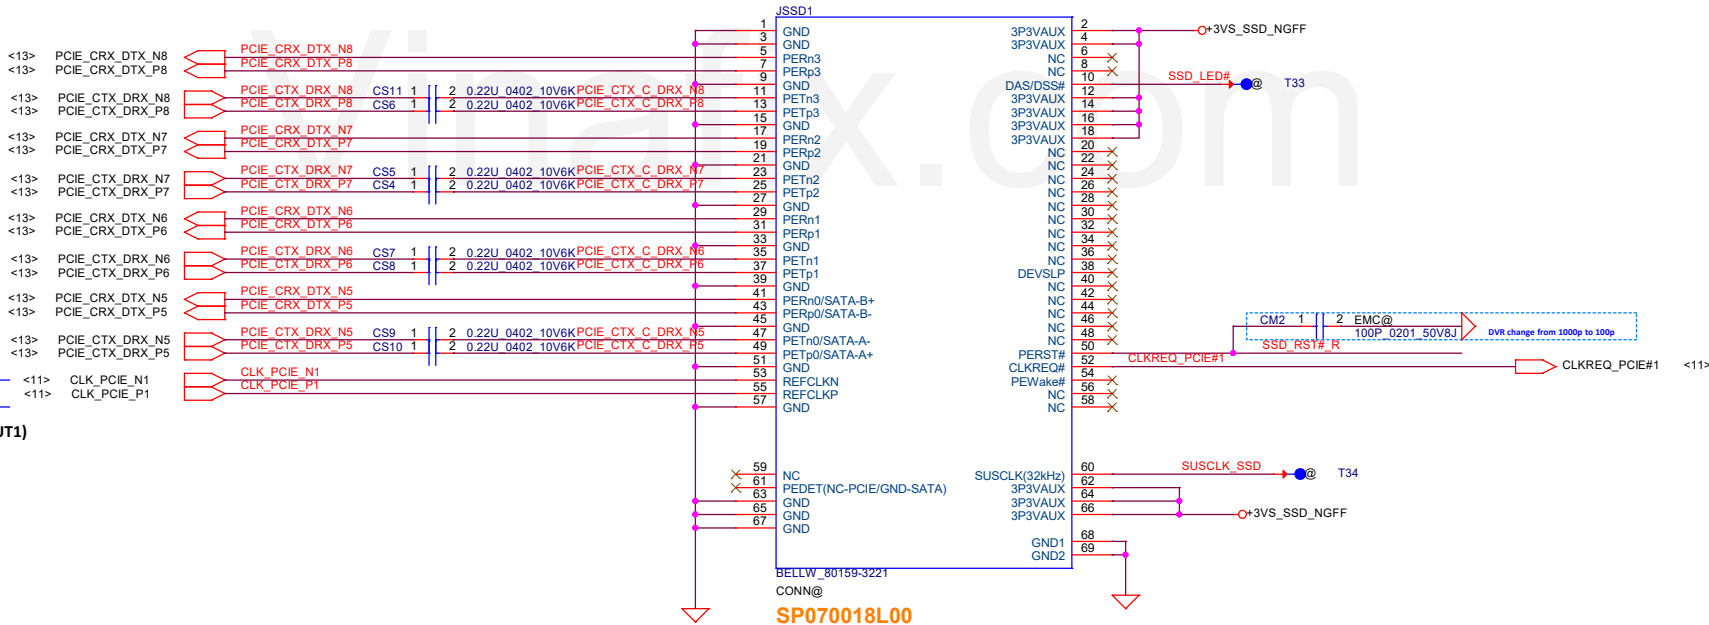 Vinafix.com
JSSD1
<13> PCIE_CRX_DTX_N8 PCIE_CRX_DTX_N8
<13> PCIE_CRX_DTX_P8 PCIE_CRX_DTX_P8
<13> PCIE_CTX_DRX_N8 PCIE_CTX_DRX_N8 CS11 1 2 0.22U_0402_10V6K PCIE_CTX_C_DRX_N8
<13> PCIE_CTX_DRX_P8 PCIE_CTX_DRX_P8 CS6 1 2 0.22U_0402_10V6K PCIE_CTX_C_DRX_P8
<13> PCIE_CRX_DTX_N7 PCIE_CRX_DTX_N7
<13> PCIE_CRX_DTX_P7 PCIE_CRX_DTX_P7
<13> PCIE_CTX_DRX_N7 PCIE_CTX_DRX_N7 CS5 1 2 0.22U_0402_10V6K PCIE_CTX_C_DRX_N7
<13> PCIE_CTX_DRX_P7 PCIE_CTX_DRX_P7 CS4 1 2 0.22U_0402_10V6K PCIE_CTX_C_DRX_P7
<13> PCIE_CRX_DTX_N6 PCIE_CRX_DTX_N6
<13> PCIE_CRX_DTX_P6 PCIE_CRX_DTX_P6
<13> PCIE_CTX_DRX_N6 PCIE_CTX_DRX_N6 CS7 1 2 0.22U_0402_10V6K PCIE_CTX_C_DRX_N6
<13> PCIE_CTX_DRX_P6 PCIE_CTX_DRX_P6 CS8 1 2 0.22U_0402_10V6K PCIE_CTX_C_DRX_P6
<13> PCIE_CRX_DTX_N5 PCIE_CRX_DTX_N5
<13> PCIE_CRX_DTX_P5 PCIE_CRX_DTX_P5
<13> PCIE_CTX_DRX_N5 PCIE_CTX_DRX_N5 CS9 1 2 0.22U_0402_10V6K PCIE_CTX_C_DRX_N5
<13> PCIE_CTX_DRX_P5 PCIE_CTX_DRX_P5 CS10 1 2 0.22U_0402_10V6K PCIE_CTX_C_DRX_P5
<11> CLK_PCIE_N1 CLK_PCIE_N1
<11> CLK_PCIE_P1 CLK_PCIE_P1
UT1)
1 GND
3 GND
5 PERn3
7 PERp3
9 GND
11 PETn3
13 PETp3
15 GND
17 PERn2
19 PERp2
21 GND
23 PETn2
25 PETp2
27 GND
29 PERn1
31 PERp1
33 GND
35 PETn1
37 PETp1
39 GND
41 PERn0/SATA-B+
43 PERp0/SATA-B-
45 GND
47 PETn0/SATA-A-
49 PETp0/SATA-A+
51 GND
53 REFCLKN
55 REFCLKP
57 GND
59 NC
61 PEDET(NC-PCIE/GND-SATA)
63 GND
65 GND
67 GND
3P3VAUX 2 +3VS_SSD_NGFF
3P3VAUX 4
NC 6
NC 8
DAS/DSS# 10 SSD_LED# @ T33
3P3VAUX 12
3P3VAUX 14
3P3VAUX 16
3P3VAUX 18
NC 20
NC 22
NC 24
NC 26
NC 28
NC 30
NC 32
NC 34
NC 36
DEVSLP 38
NC 40
NC 42
NC 44
NC 46
NC 48
PERST# 50 SSD_RST#_R
CM2 1 2 EMC@
100P_0201_50V8J
DVR change from 1000p to 100p
CLKREQ# 52 CLKREQ_PCIE#1 CLKREQ_PCIE#1 <11>
PEWake# 54
NC 56
NC 58
SUSCLK(32kHz) 60 SUSCLK_SSD @ T34
3P3VAUX 62
3P3VAUX 64
3P3VAUX 66 +3VS_SSD_NGFF
GND1 68
GND2 69
BELLW_80159-3221
CONN@
SP070018L00